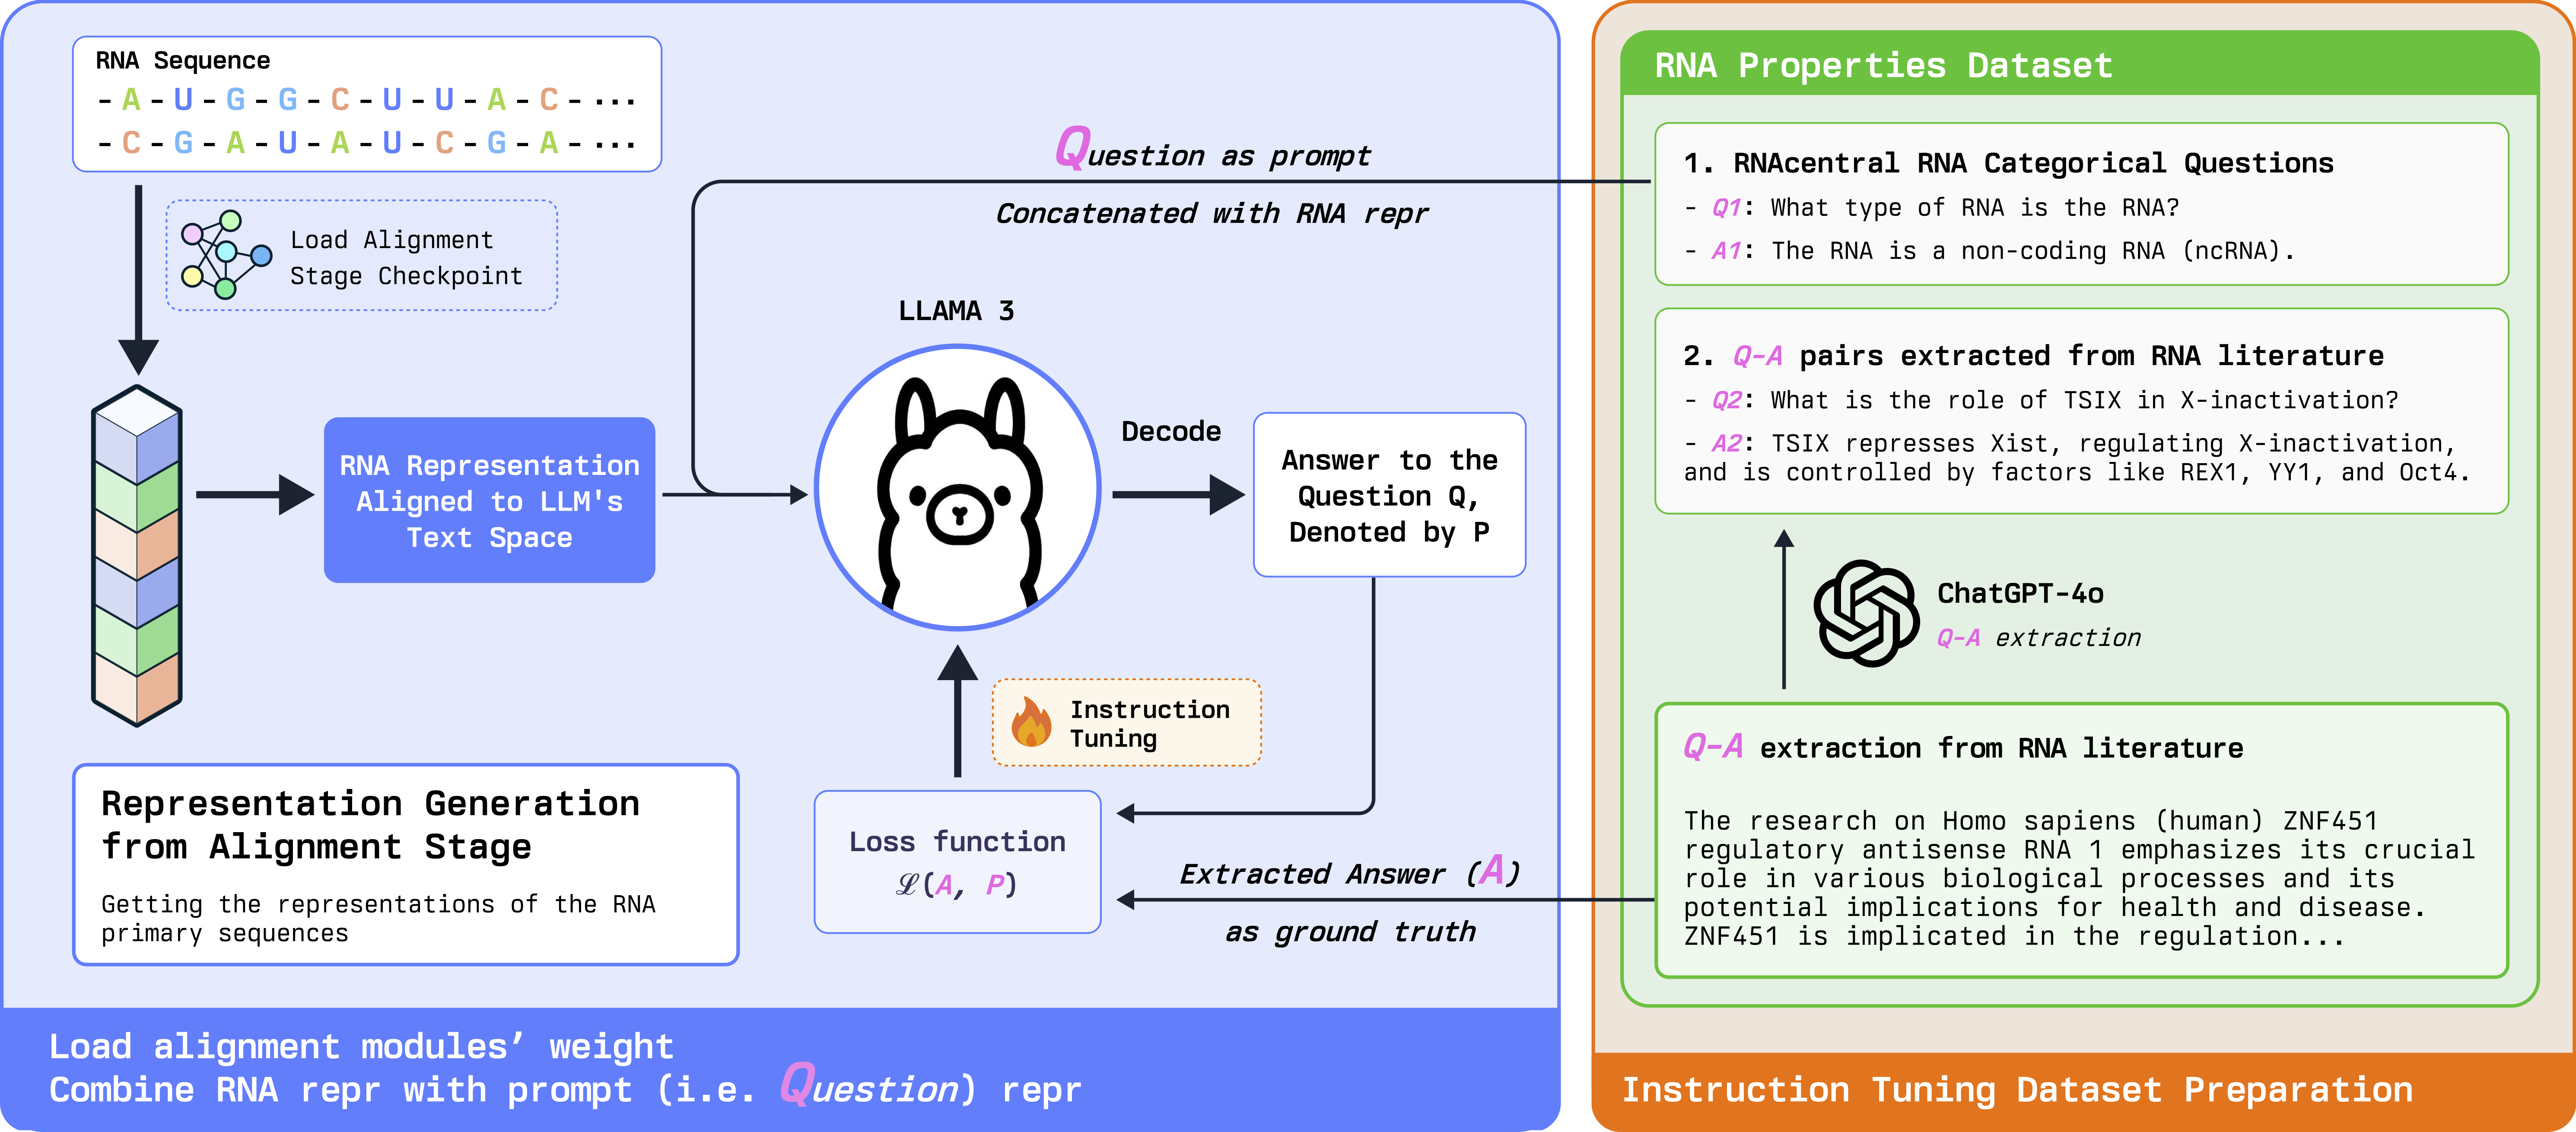 RNA Sequence
- A - U - G - G - C - U - U - A - C - ...
- C - G - A - U - A - U - C - G - A - ...
Load Alignment
Stage Checkpoint
RNA Representation
Aligned to LLM's
Text Space
Question as prompt
Concatenated with RNA repr
LLAMA 3
Decode
Answer to the
Question Q,
Denoted by P
Instruction
Tuning
Loss function
ℒ(A, P)
Extracted Answer (A)
as ground truth
Representation Generation
from Alignment Stage
Getting the representations of the RNA
primary sequences
Load alignment modules’ weight
Combine RNA repr with prompt (i.e. Question) repr
RNA Properties Dataset
1. RNAcentral RNA Categorical Questions
- Q1: What type of RNA is the RNA?
- A1: The RNA is a non-coding RNA (ncRNA).
2. Q-A pairs extracted from RNA literature
- Q2: What is the role of TSIX in X-inactivation?
- A2: TSIX represses Xist, regulating X-inactivation,
and is controlled by factors like REX1, YY1, and Oct4.
ChatGPT-4o
Q-A extraction
Q-A extraction from RNA literature
The research on Homo sapiens (human) ZNF451
regulatory antisense RNA 1 emphasizes its crucial
role in various biological processes and its
potential implications for health and disease.
ZNF451 is implicated in the regulation...
Instruction Tuning Dataset Preparation